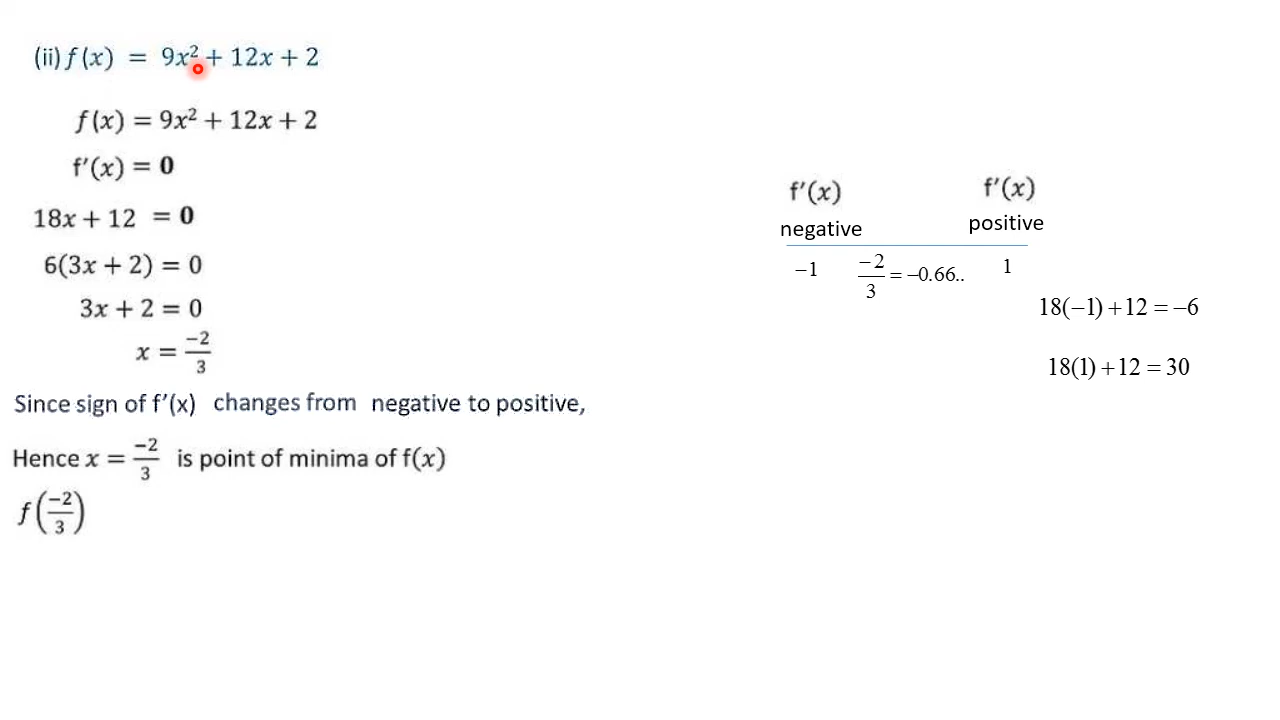 (ii) f(x) = 9x² + 12x + 2
f(x) = 9x² + 12x + 2
f′(x) = 0
18x + 12 = 0
6(3x + 2) = 0
3x + 2 = 0
x = −2/3
Since sign of f′(x) changes from negative to positive,
Hence x = −2/3 is point of minima of f(x)
f(−2/3)
f′(x) f′(x)
negative positive
−1 −2/3 = −0.66.. 1
18(−1) + 12 = −6
18(1) + 12 = 30